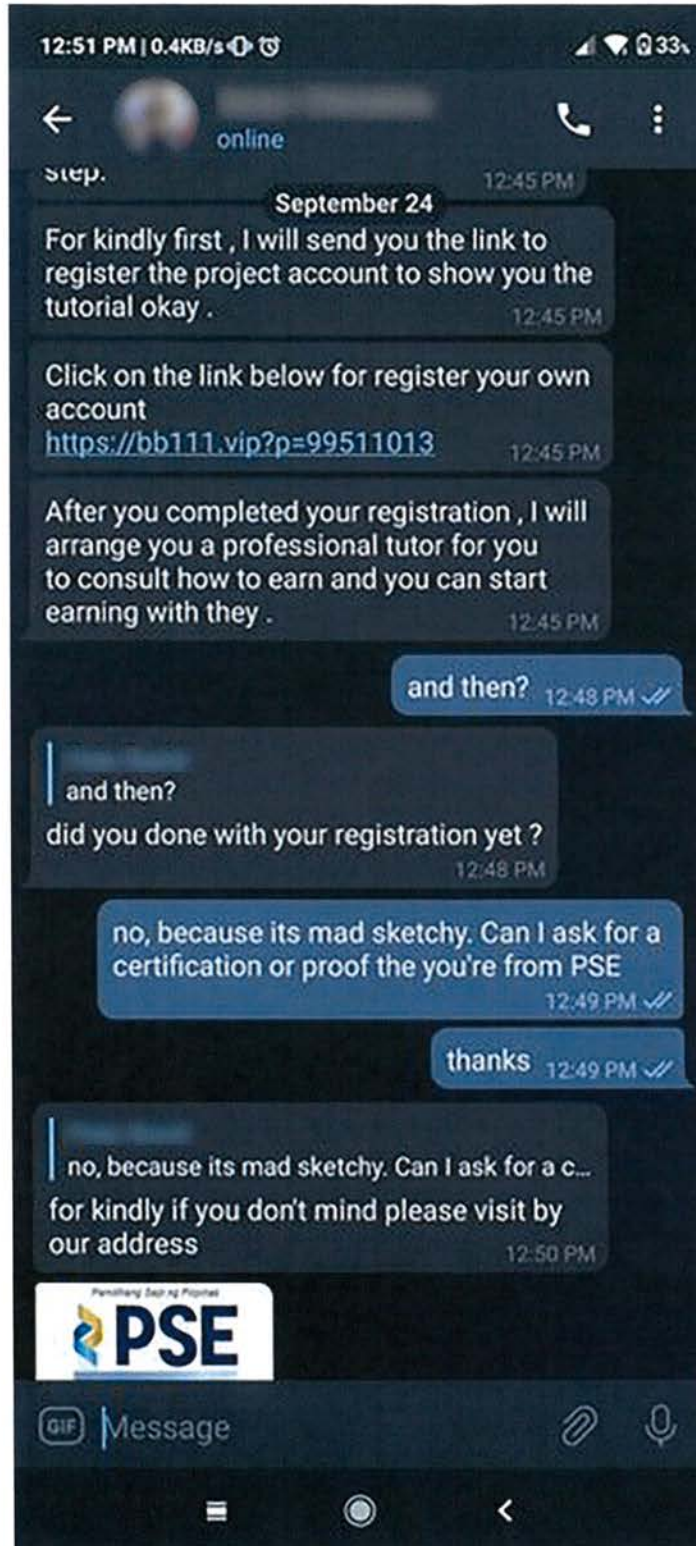 12:51 PM | 0.4KB/s
33%
online
step.
12:45 PM
September 24
For kindly first , I will send you the link to
register the project account to show you the
tutorial okay .
12:45 PM
Click on the link below for register your own
account
https://bb111.vip?p=99511013
12:45 PM
After you completed your registration , I will
arrange you a professional tutor for you
to consult how to earn and you can start
earning with they .
12:45 PM
and then? 12:48 PM
and then?
did you done with your registration yet ?
12:48 PM
no, because its mad sketchy. Can I ask for a
certification or proof the you're from PSE
12:49 PM
thanks 12:49 PM
no, because its mad sketchy. Can I ask for a c...
for kindly if you don't mind please visit by
our address
12:50 PM
Pamilihang Sapi ng Pilipinas
PSE
GIF Message